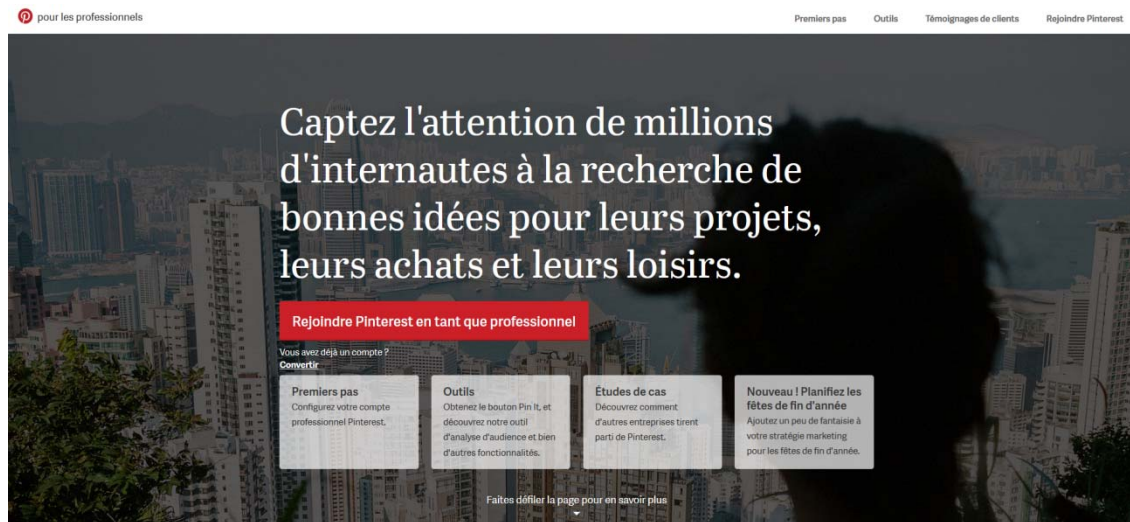 pour les professionnels
Premiers pas
Outils
Témoignages de clients
Rejoindre Pinterest
Captez l'attention de millions
d'internautes à la recherche de
bonnes idées pour leurs projets,
leurs achats et leurs loisirs.
Rejoindre Pinterest en tant que professionnel
Vous avez déjà un compte ?
Convertir
Premiers pas
Configurez votre compte
professionnel Pinterest.
Outils
Obtenez le bouton Pin It, et
découvrez notre outil
d'analyse d'audience et bien
d'autres fonctionnalités.
Études de cas
Découvrez comment
d'autres entreprises tirent
parti de Pinterest.
Nouveau ! Planifiez les
fêtes de fin d'année
Ajoutez un peu de fantaisie à
votre stratégie marketing
pour les fêtes de fin d'année.
Faites défiler la page pour en savoir plus